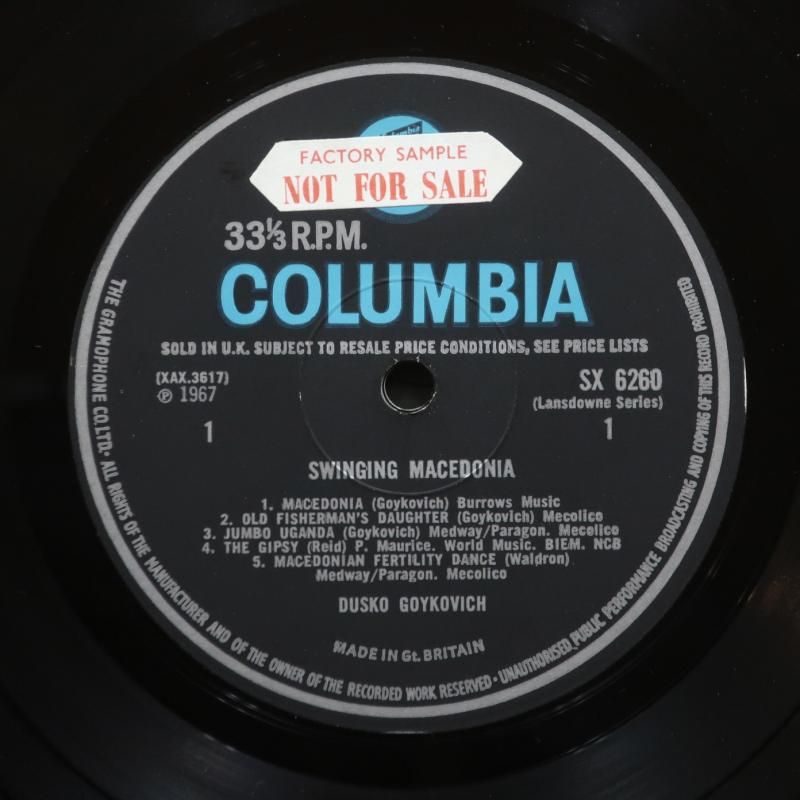 Columbia
FACTORY SAMPLE
NOT FOR SALE
33⅓ R.P.M.
COLUMBIA
SOLD IN U.K. SUBJECT TO RESALE PRICE CONDITIONS, SEE PRICE LISTS
(XAX.3617)
℗ 1967
SX 6260
(Lansdowne Series)
1
1
SWINGING MACEDONIA
1. MACEDONIA (Goykovich) Burrows Music
2. OLD FISHERMAN'S DAUGHTER (Goykovich) Mecolico
3. JUMBO UGANDA (Goykovich) Medway/Paragon. Mecolico
4. THE GIPSY (Reid) P. Maurice. World Music. BIEM. NCB
5. MACEDONIAN FERTILITY DANCE (Waldron)
Medway/Paragon. Mecolico
DUSKO GOYKOVICH
MADE IN Gt. BRITAIN
THE GRAMOPHONE CO. LTD. ALL RIGHTS OF THE MANUFACTURER AND OF THE OWNER OF THE RECORDED WORK RESERVED · UNAUTHORISED PUBLIC PERFORMANCE BROADCASTING AND COPYING OF THIS RECORD PROHIBITED